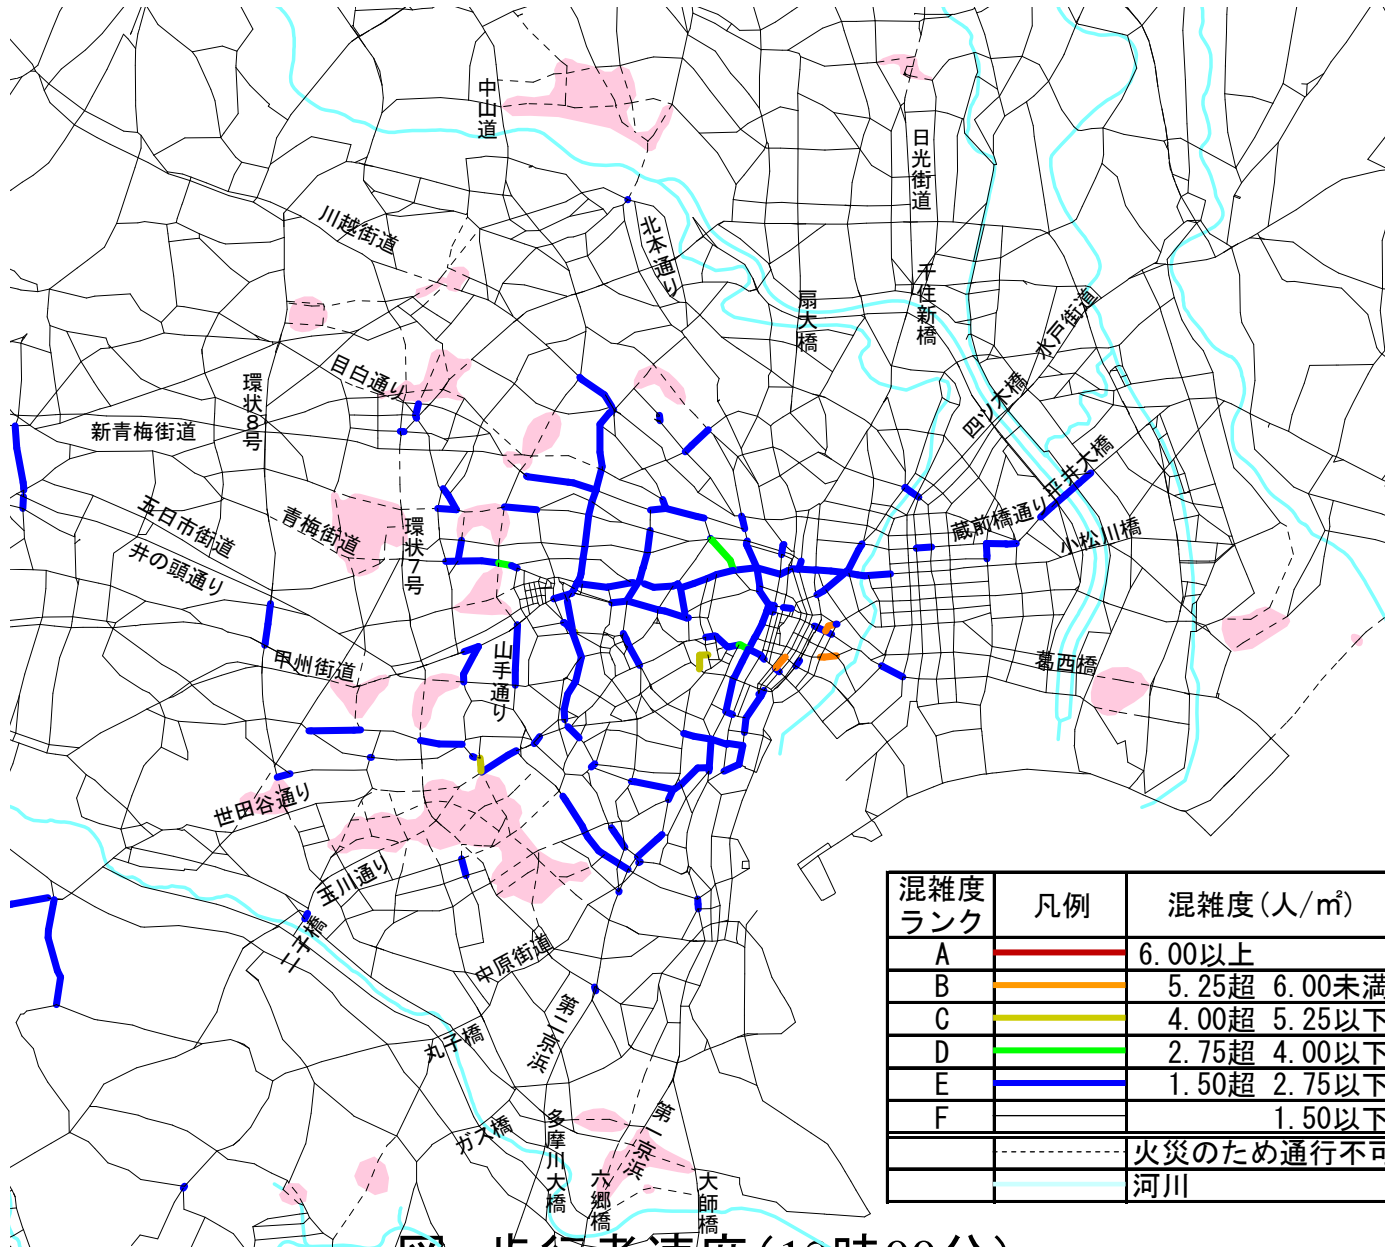 中山道
日光街道
川越街道
北本通り
千住新橋
扇大橋
水戸街道
目白通り
環状8号
四ツ木橋
新青梅街道
平井大橋
五日市街道
青梅街道
環状7号
蔵前橋通り
小松川橋
井の頭通り
甲州街道
山手通り
葛西橋
世田谷通り
玉川通り
二子橋
中原街道
第二京浜
丸子橋
ガス橋
多摩川大橋
第一京浜
六郷橋
大師橋
混雑度ランク 凡例 混雑度(人/㎡)
A 6.00以上
B 5.25超 6.00未満
C 4.00超 5.25以下
D 2.75超 4.00以下
E 1.50超 2.75以下
F 1.50以下
火災のため通行不可
河川